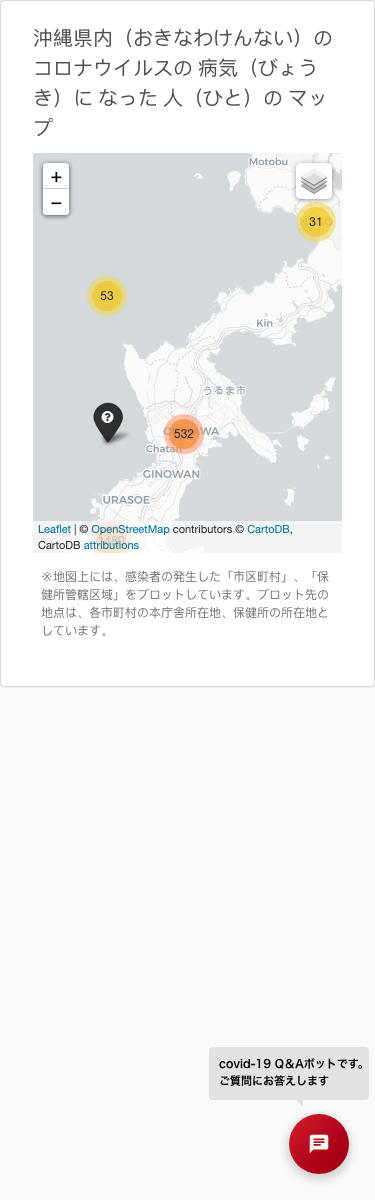 沖縄県内（おきなわけんない）の
コロナウイルスの 病気（びょう
き）に なった 人（ひと）の マッ
プ
Motobu
+
−
31
53
Kin
うるま市
532
Chatan
GINOWAN
URASOE
Leaflet | © OpenStreetMap contributors © CartoDB,
CartoDB attributions
※地図上には、感染者の発生した「市区町村」、「保
健所管轄区域」をプロットしています。プロット先の
地点は、各市町村の本庁舎所在地、保健所の所在地と
しています。
covid-19 Q&Aボットです。
ご質問にお答えします